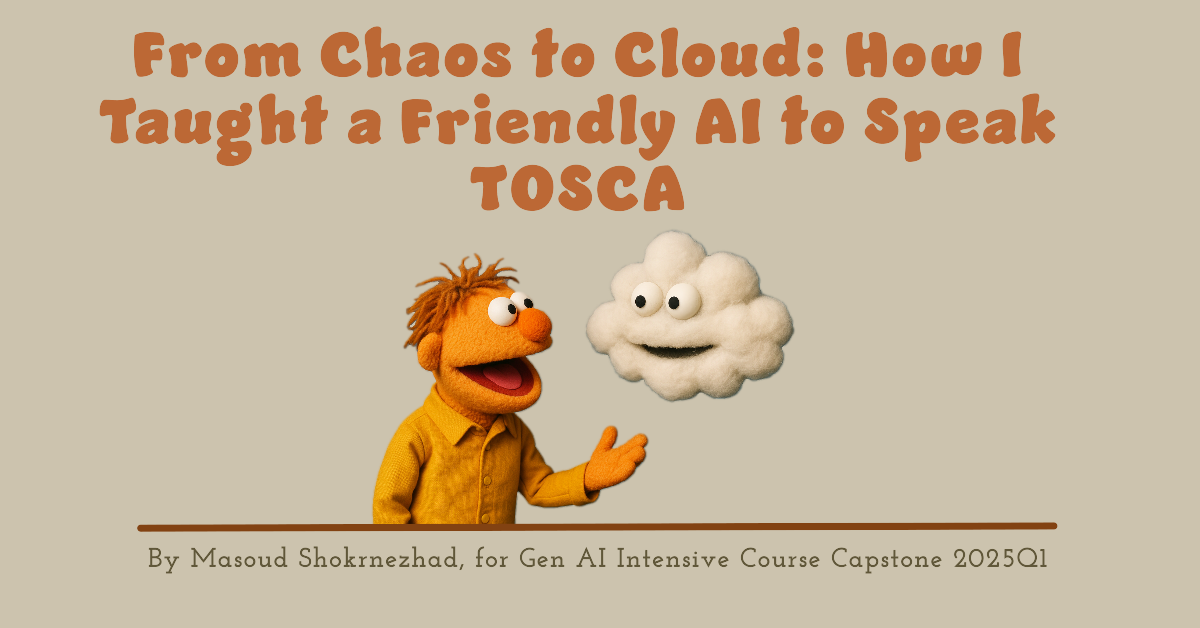 From Chaos to Cloud: How I
Taught a Friendly AI to Speak
TOSCA
By Masoud Shokrnezhad, for Gen AI Intensive Course Capstone 2025Q1